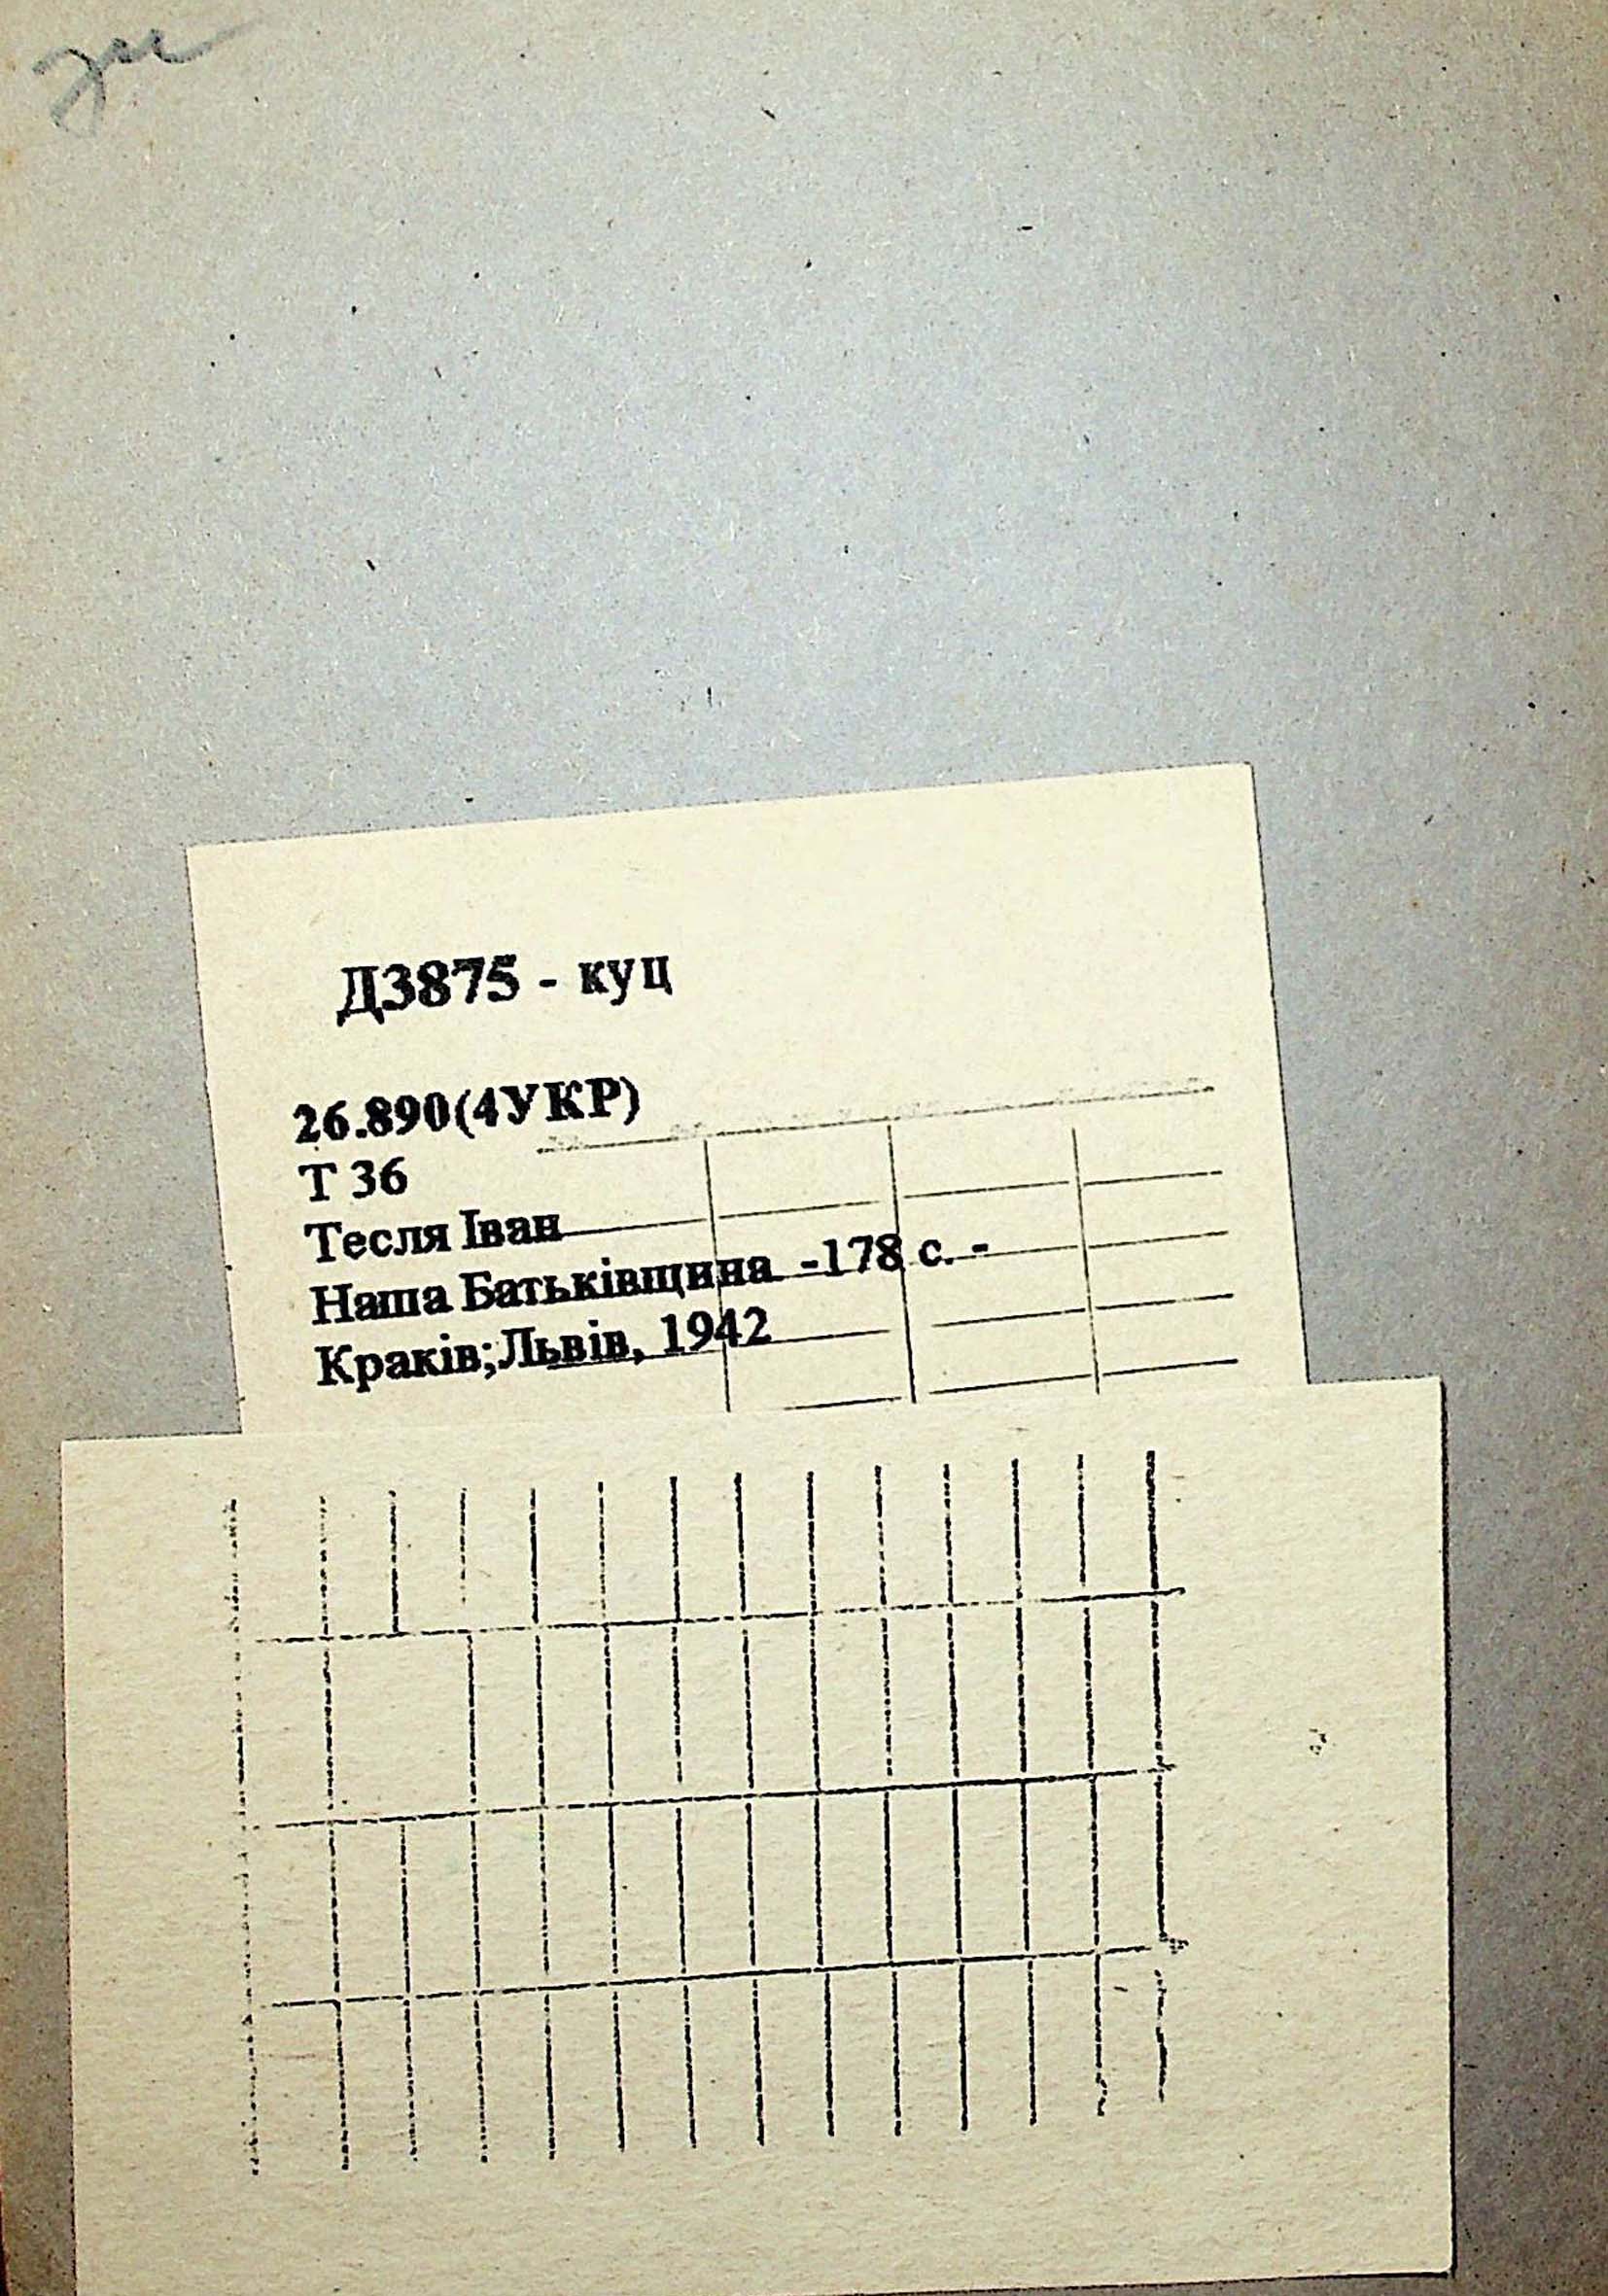 Д3875 - куц
26.890(4УКР)
Т 36
Тесля Іван
Наша Батьківщина -178 с. -
Краків;Львів, 1942